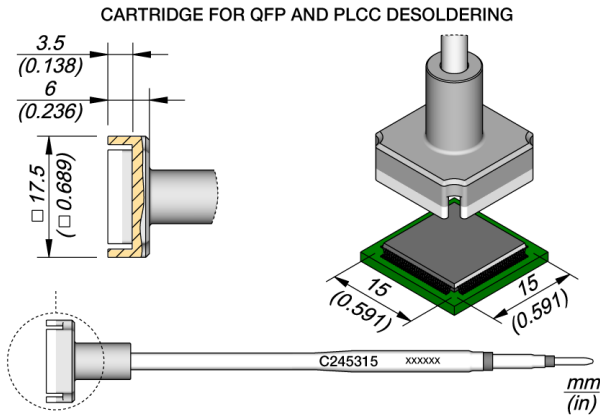 CARTRIDGE FOR QFP AND PLCC DESOLDERING
3.5
(0.138)
6
(0.236)
□ 17.5
(□ 0.689)
15
(0.591)
15
(0.591)
C245315 XXXXXX
mm
(in)